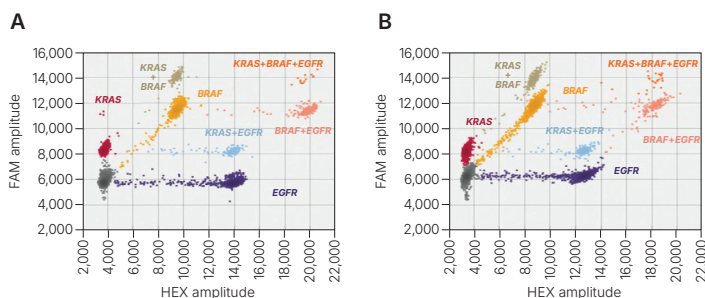 A
16,000
14,000
12,000
10,000
8,000
6,000
4,000
2,000
FAM amplitude
KRAS
+
BRAF
KRAS+BRAF+EGFR
KRAS
BRAF
KRAS+EGFR
BRAF+EGFR
EGFR
2,000
4,000
6,000
8,000
10,000
12,000
14,000
16,000
18,000
20,000
22,000
HEX amplitude
B
16,000
14,000
12,000
10,000
8,000
6,000
4,000
2,000
FAM amplitude
KRAS
+
BRAF
KRAS+BRAF+EGFR
BRAF
KRAS
KRAS+EGFR
BRAF+EGFR
EGFR
2,000
4,000
6,000
8,000
10,000
12,000
14,000
16,000
18,000
20,000
22,000
HEX amplitude